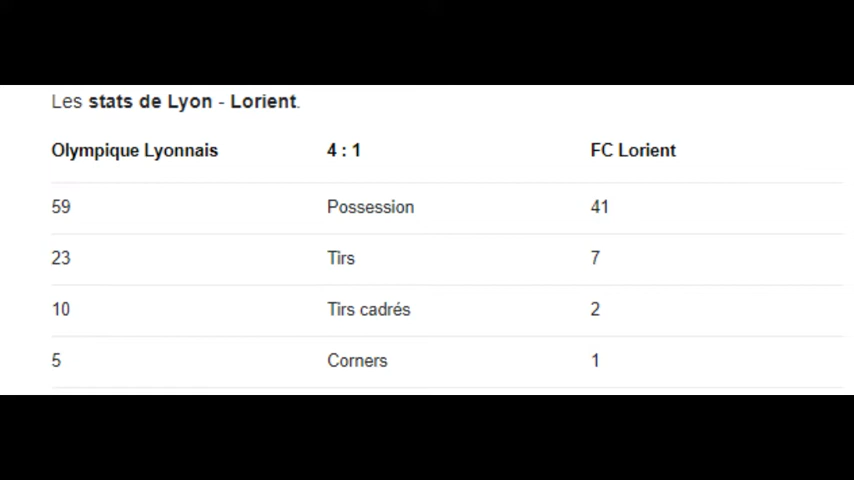 Les stats de Lyon - Lorient.
Olympique Lyonnais 4 : 1 FC Lorient
59 Possession 41
23 Tirs 7
10 Tirs cadrés 2
5 Corners 1